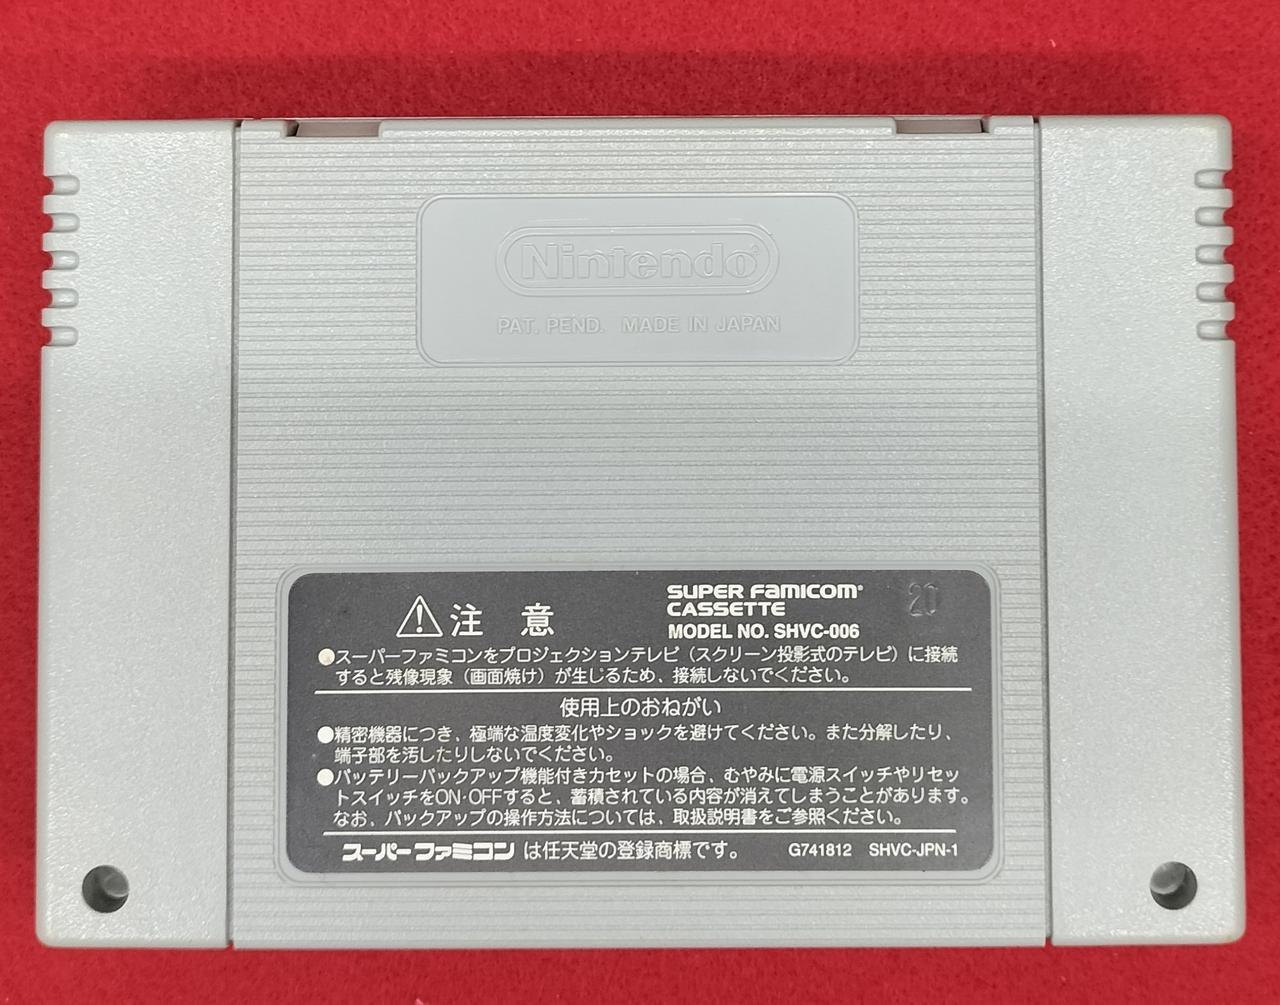 Nintendo®
PAT. PEND. MADE IN JAPAN
⚠注 意
SUPER FAMICOM®
CASSETTE
MODEL NO. SHVC-006
20
●スーパーファミコンをプロジェクションテレビ（スクリーン投影式のテレビ）に接続
すると残像現象（画面焼け）が生じるため、接続しないでください。
使用上のおねがい
●精密機器につき、極端な温度変化やショックを避けてください。また分解したり、
端子部を汚したりしないでください。
●バッテリーバックアップ機能付きカセットの場合、むやみに電源スイッチやリセッ
トスイッチをON・OFFすると、蓄積されている内容が消えてしまうことがあります。
なお、バックアップの操作方法については、取扱説明書をご参照ください。
スーパーファミコン は任天堂の登録商標です。 G741812 SHVC-JPN-1